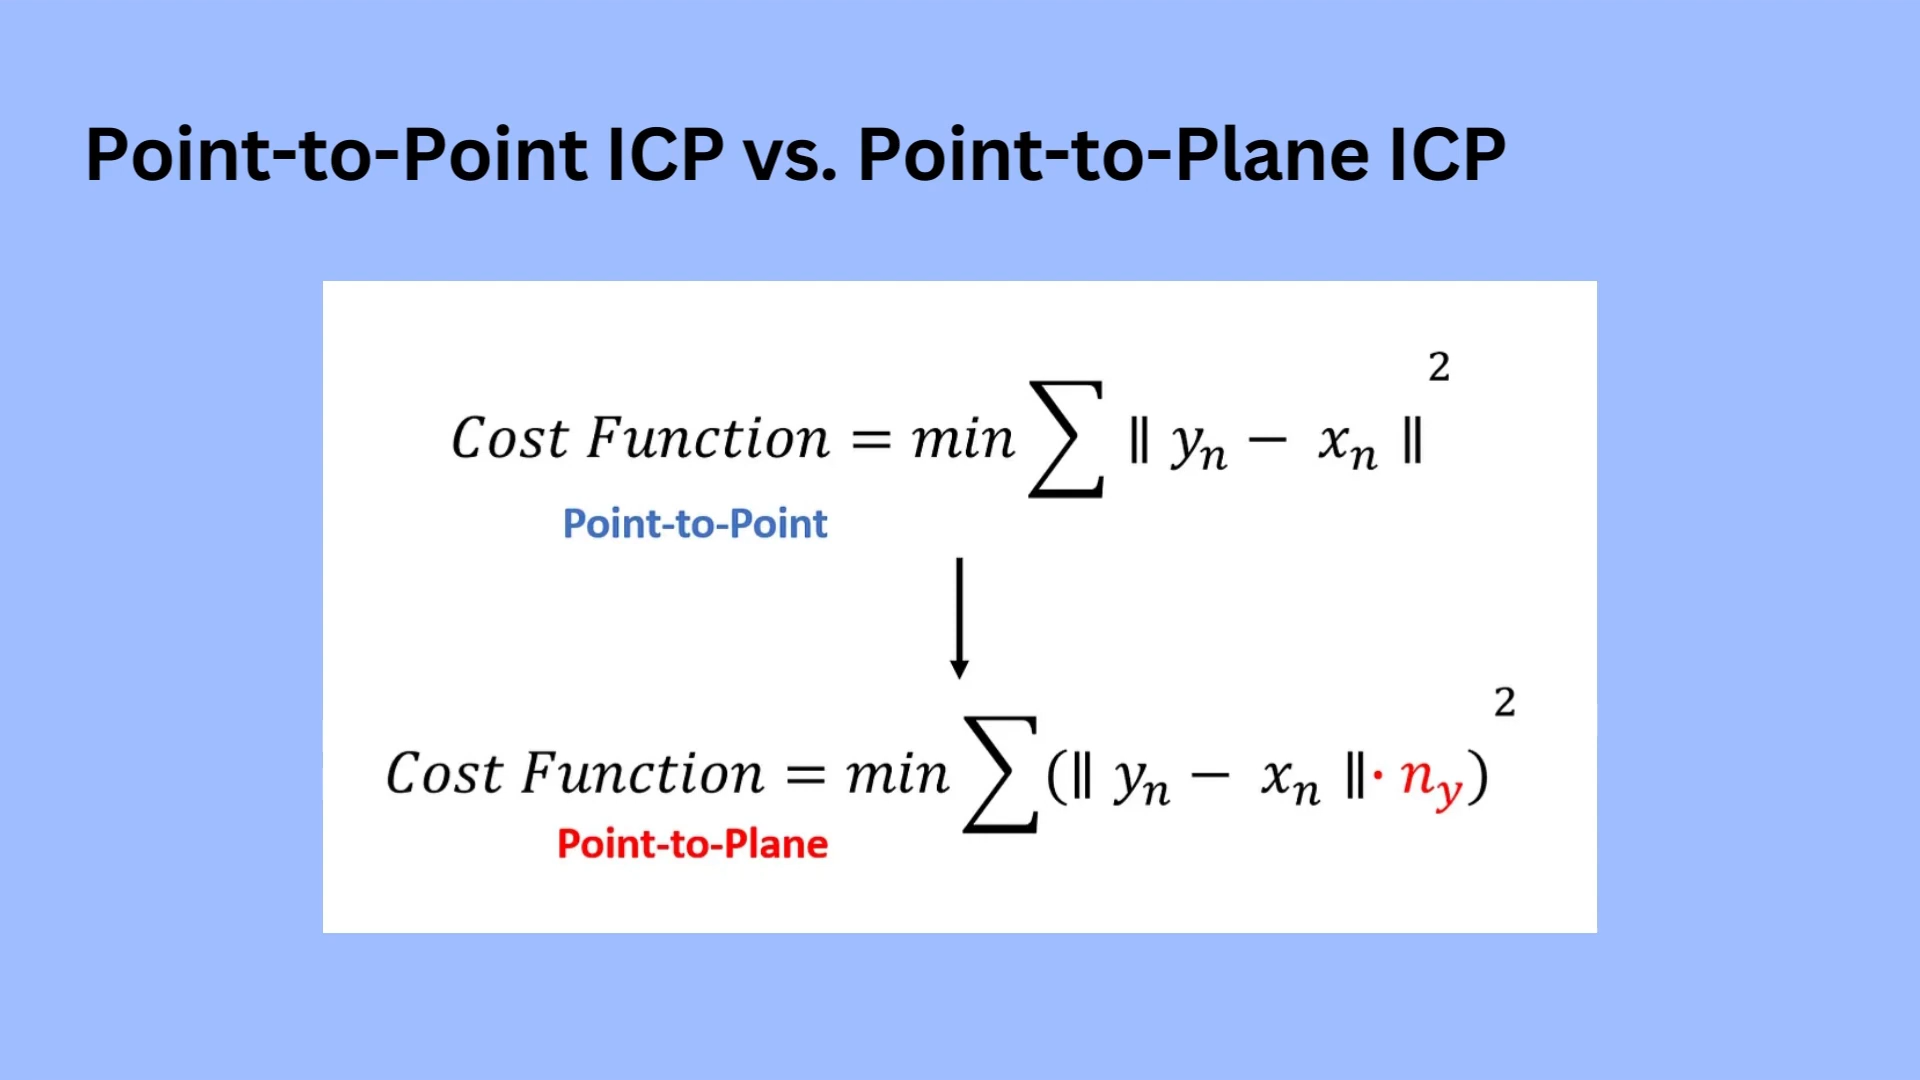 Point-to-Point ICP vs. Point-to-Plane ICP
Cost Function = min ∑ ‖ yₙ − xₙ ‖²
Point-to-Point
Cost Function = min ∑(‖ yₙ − xₙ ‖· n_y)²
Point-to-Plane